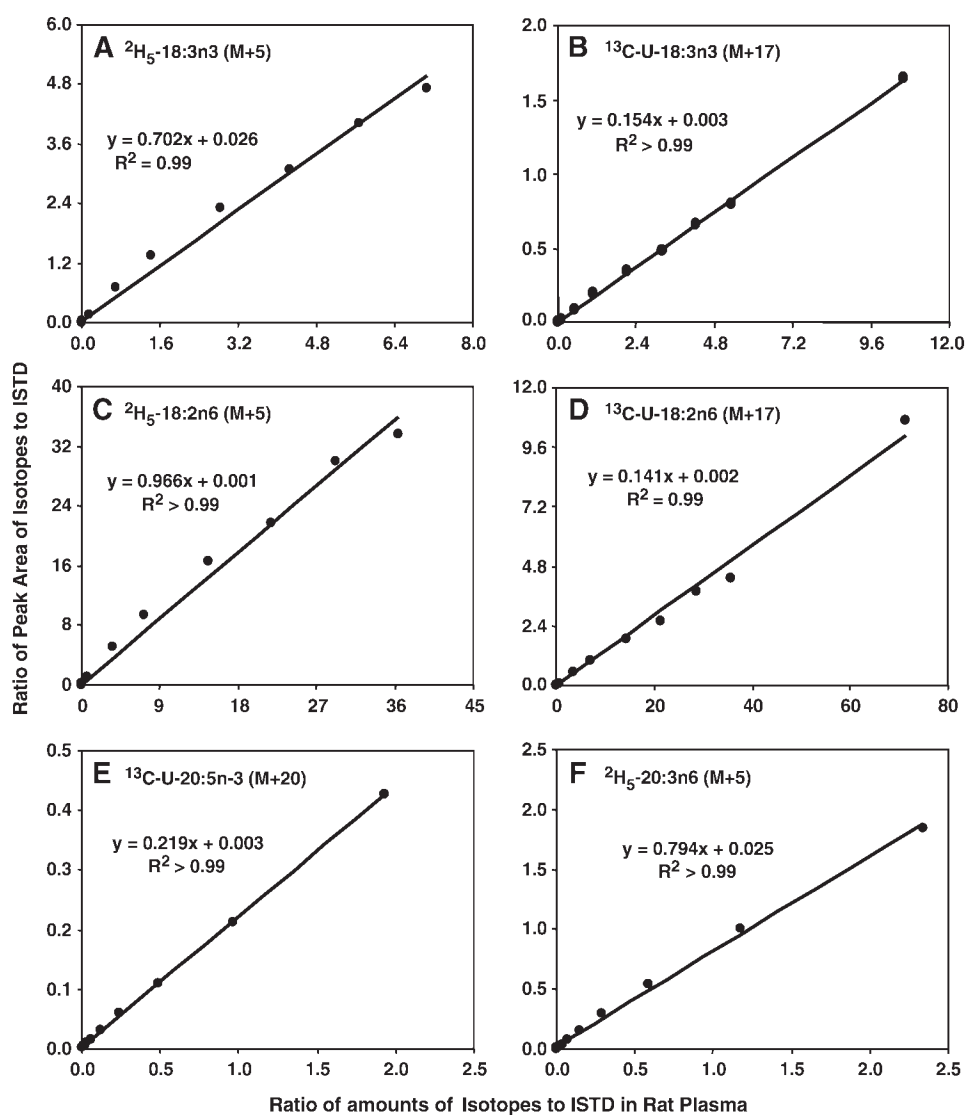 Ratio of Peak Area of Isotopes to ISTD
6.0
4.8
3.6
2.4
1.2
0.0
A ²H₅-18:3n3 (M+5)
y = 0.702x + 0.026
R² = 0.99
0.0 1.6 3.2 4.8 6.4 8.0
2.0
1.5
1.0
0.5
0.0
B ¹³C-U-18:3n3 (M+17)
y = 0.154x + 0.003
R² > 0.99
0.0 2.4 4.8 7.2 9.6 12.0
40
32
24
16
8
0
C ²H₅-18:2n6 (M+5)
y = 0.966x + 0.001
R² > 0.99
0 9 18 27 36 45
12.0
9.6
7.2
4.8
2.4
0.0
D ¹³C-U-18:2n6 (M+17)
y = 0.141x + 0.002
R² = 0.99
0 20 40 60 80
0.5
0.4
0.3
0.2
0.1
0.0
E ¹³C-U-20:5n-3 (M+20)
y = 0.219x + 0.003
R² > 0.99
0.0 0.5 1.0 1.5 2.0 2.5
2.5
2.0
1.5
1.0
0.5
0.0
F ²H₅-20:3n6 (M+5)
y = 0.794x + 0.025
R² > 0.99
0.0 0.5 1.0 1.5 2.0 2.5
Ratio of amounts of Isotopes to ISTD in Rat Plasma